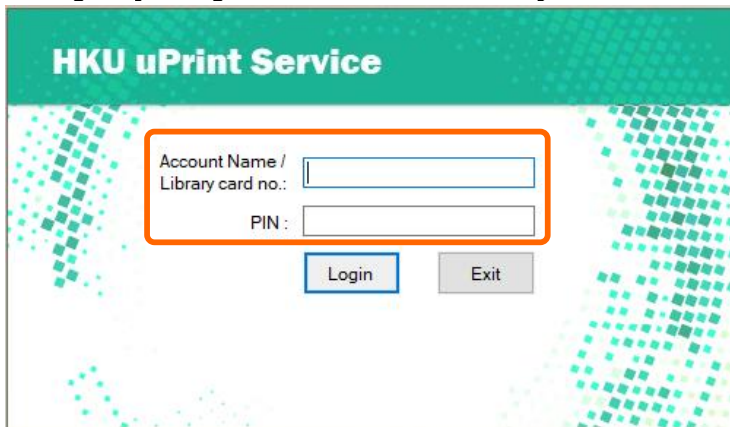 HKU uPrint Service
Account Name /
Library card no.:
PIN :
Login Exit